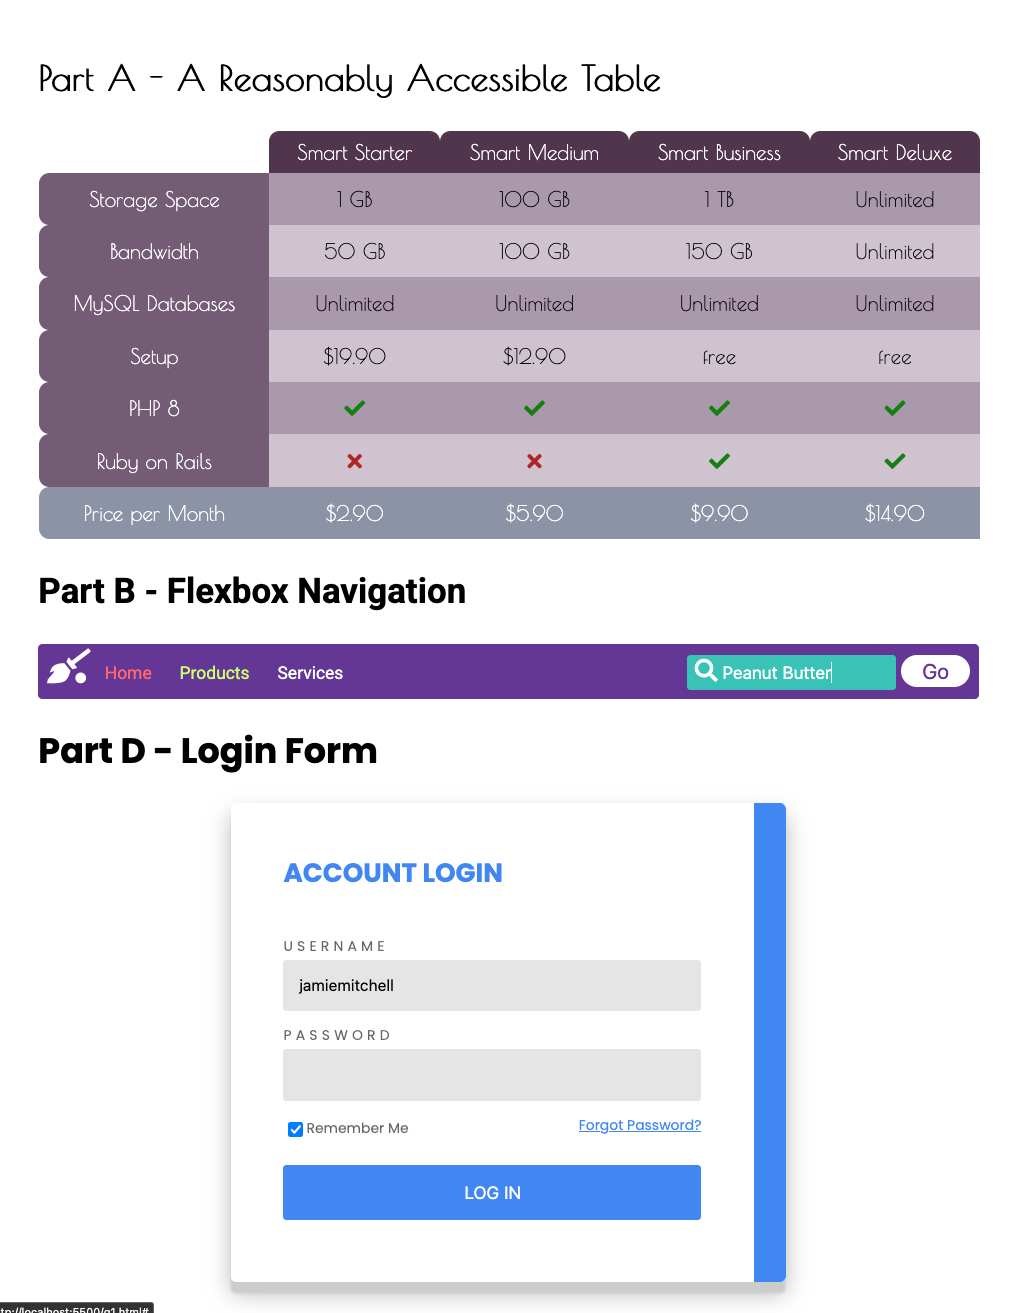 Part A - A Reasonably Accessible Table
Smart Starter Smart Medium Smart Business Smart Deluxe
Storage Space 1 GB 100 GB 1 TB Unlimited
Bandwidth 50 GB 100 GB 150 GB Unlimited
MySQL Databases Unlimited Unlimited Unlimited Unlimited
Setup $19.90 $12.90 free free
PHP 8
Ruby on Rails
Price per Month $2.90 $5.90 $9.90 $14.90
Part B - Flexbox Navigation
Home Products Services Peanut Butter Go
Part D - Login Form
ACCOUNT LOGIN
USERNAME
jamiemitchell
PASSWORD
Remember Me Forgot Password?
LOG IN
tp://localhost:5500/q1.html#